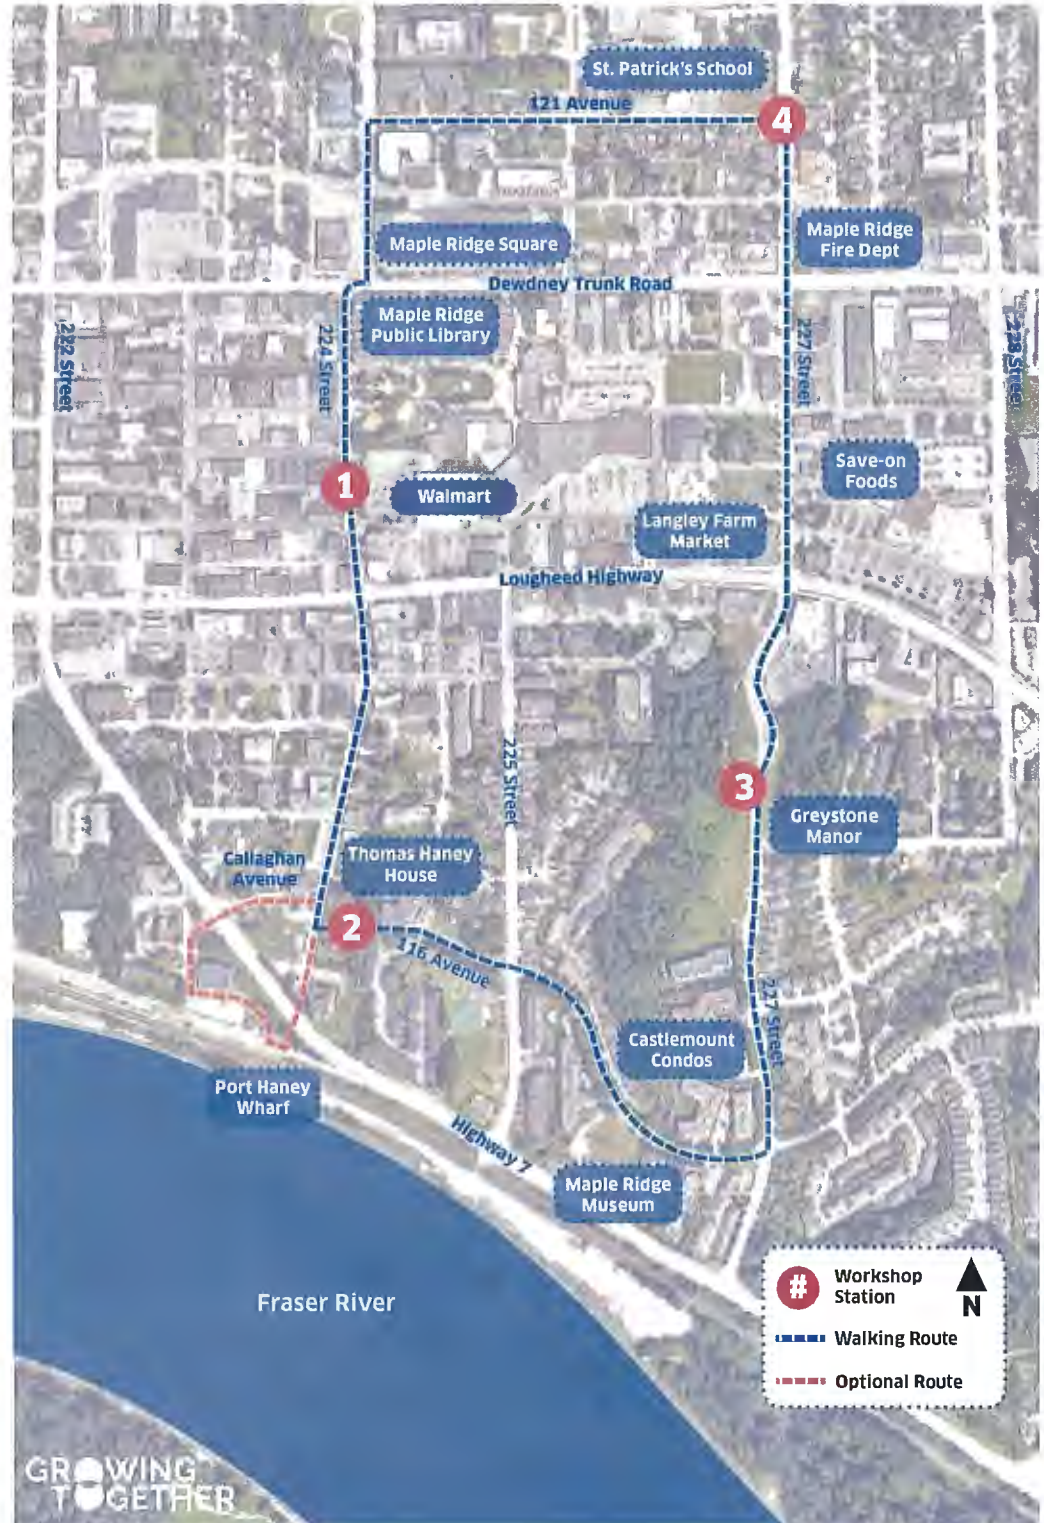 St. Patrick's School
121 Avenue
4
Maple Ridge Square
Maple Ridge
Fire Dept
Dewdney Trunk Road
Maple Ridge
Public Library
222 Street
224 Street
227 Street
228 Street
Save-on
Foods
1
Walmart
Langley Farm
Market
Lougheed Highway
225 Street
3
Greystone
Manor
Callaghan
Avenue
Thomas Haney
House
2
116 Avenue
227 Street
Castlemount
Condos
Port Haney
Wharf
Highway 7
Maple Ridge
Museum
Fraser River
#
Workshop
Station
N
Walking Route
Optional Route
GROWING
TOGETHER